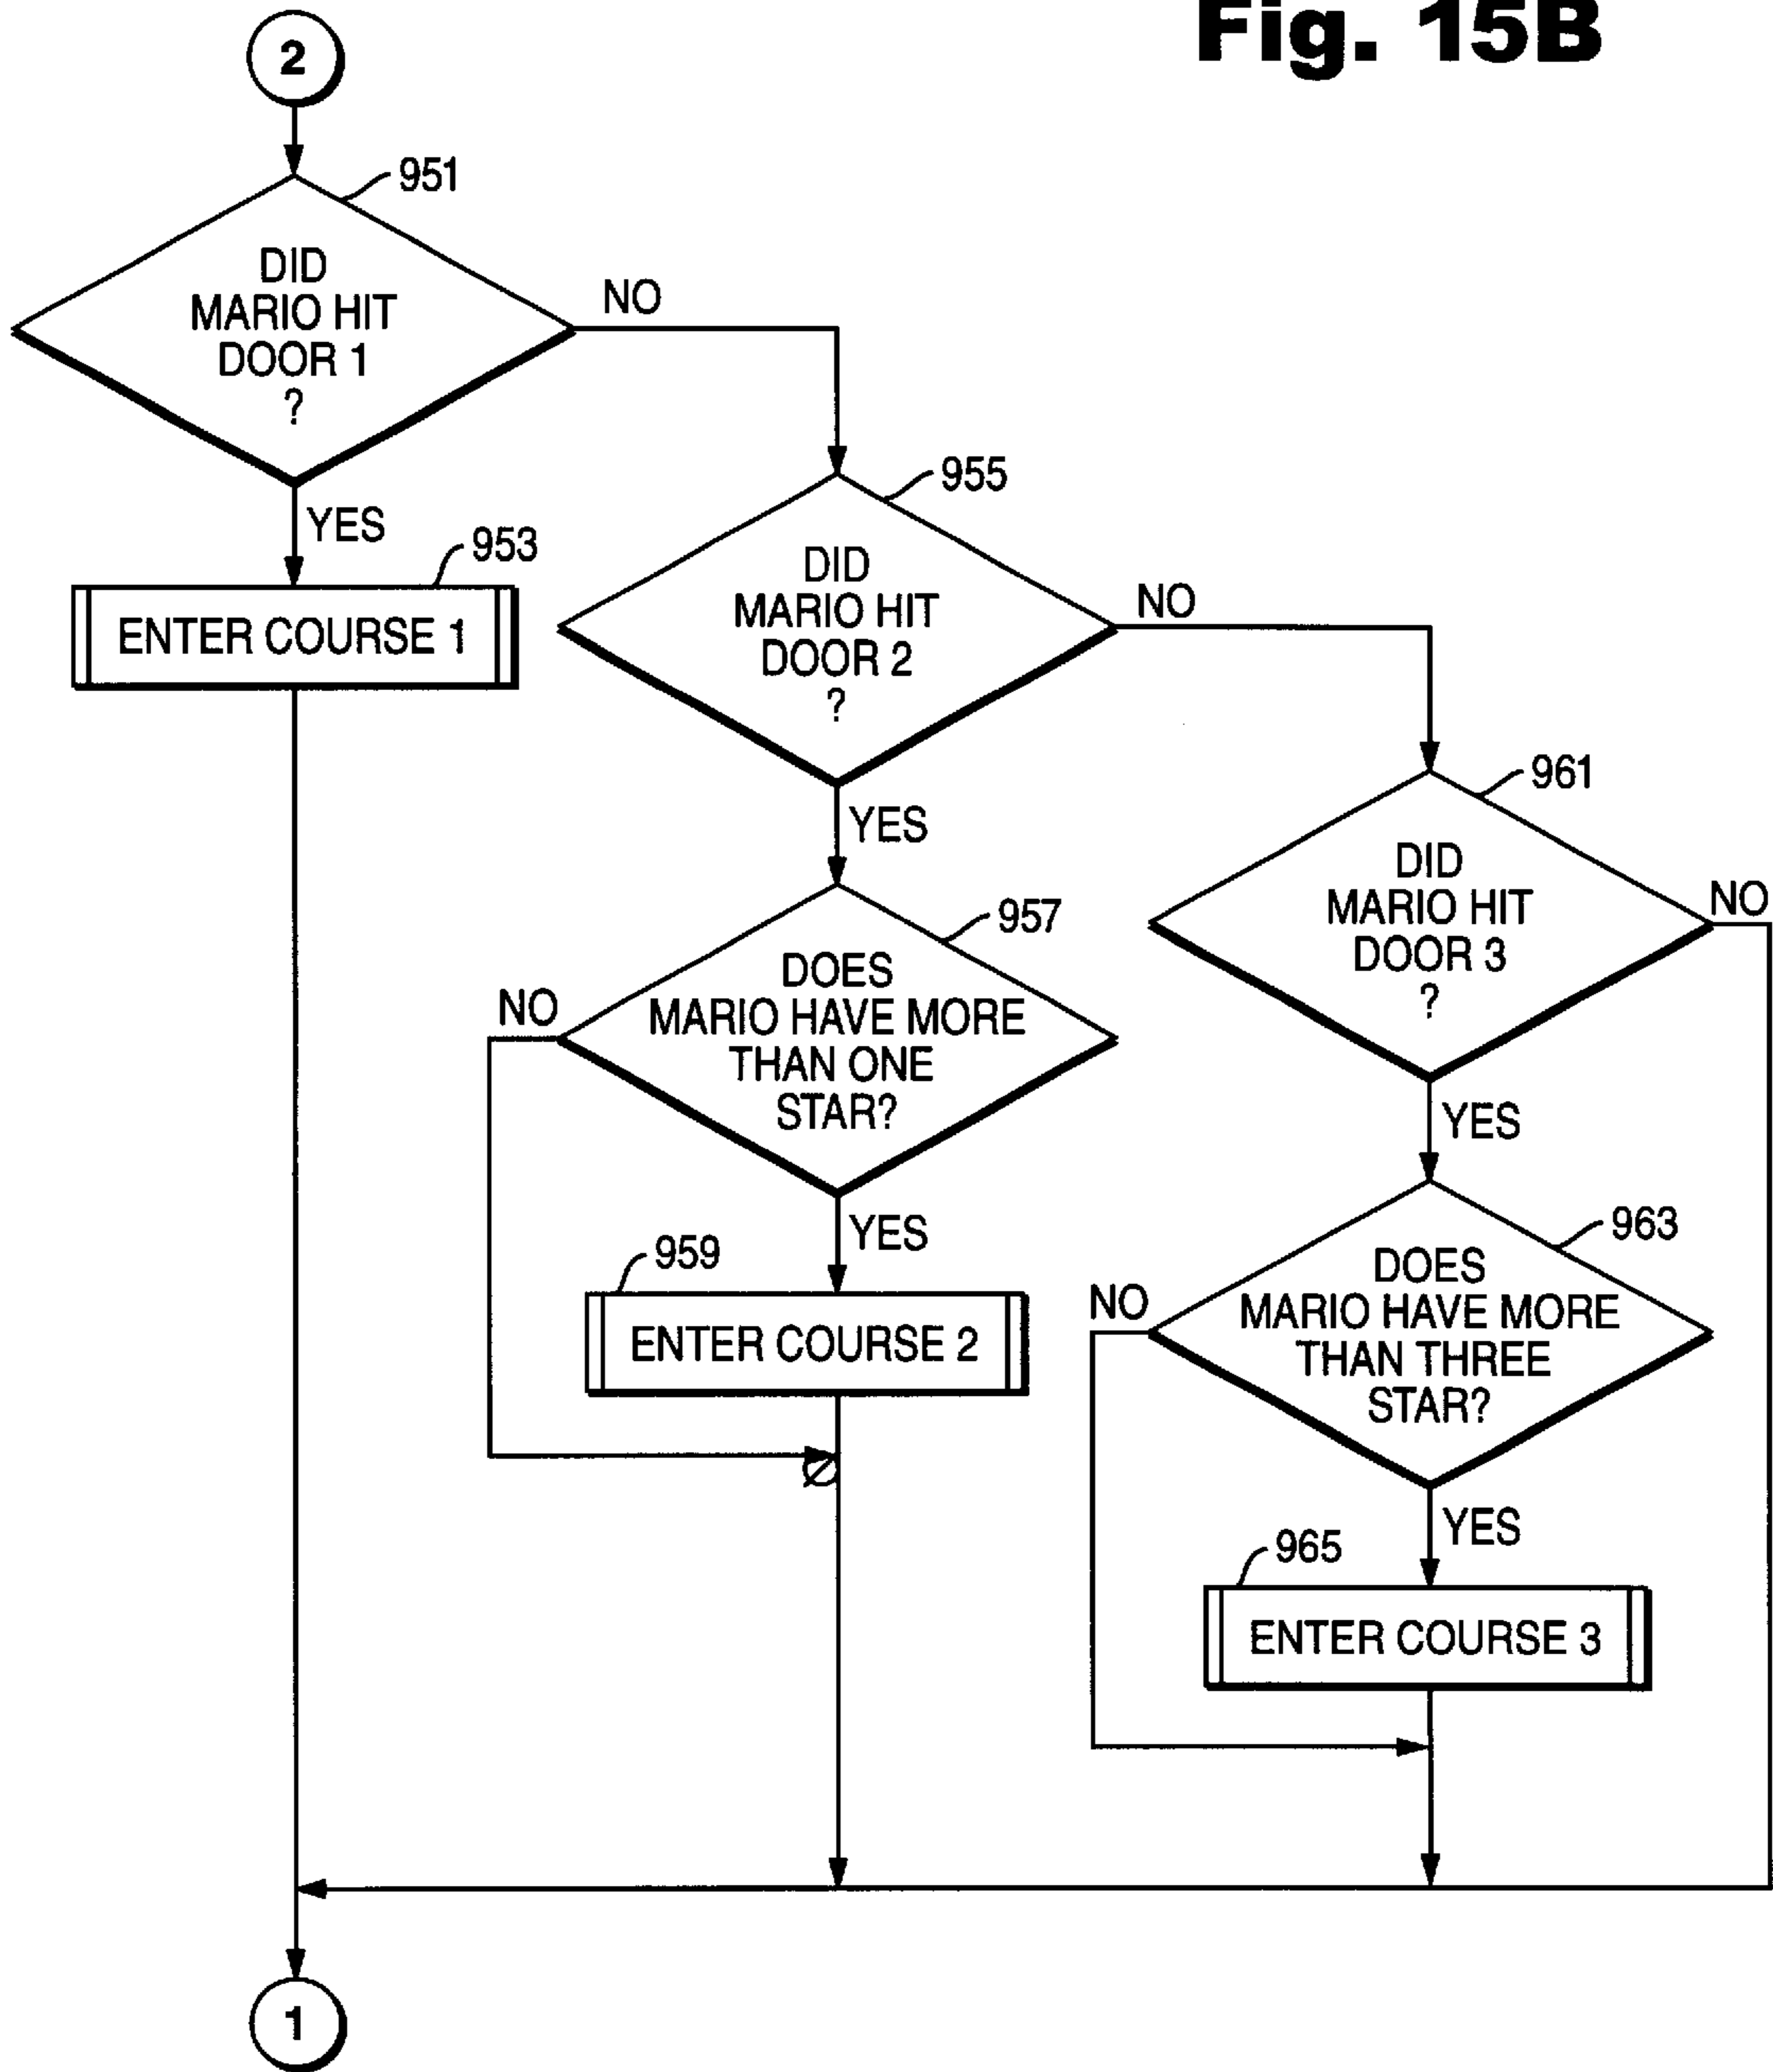 Fig. 15B
2
951
DID
MARIO HIT
DOOR 1
?
NO
YES
953
ENTER COURSE 1
955
DID
MARIO HIT
DOOR 2
?
NO
YES
957
DOES
MARIO HAVE MORE
THAN ONE
STAR?
NO
YES
959
ENTER COURSE 2
961
DID
MARIO HIT
DOOR 3
?
NO
YES
963
DOES
MARIO HAVE MORE
THAN THREE
STAR?
NO
YES
965
ENTER COURSE 3
1